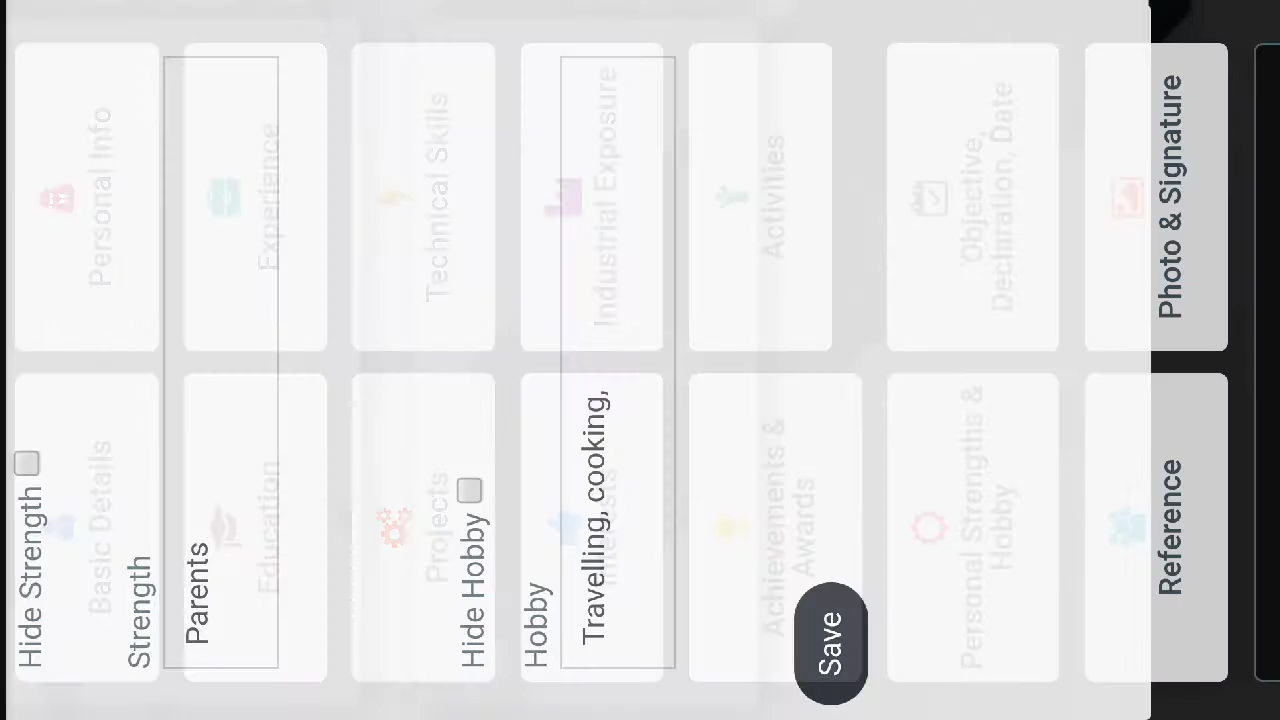 Hide Strength
Strength
Parents
Hide Hobby
Hobby
Travelling, cooking,
Save
Personal Info
Basic Details
Experience
Education
Technical Skills
Projects
Industrial Exposure
Activities
Achievements &
Awards
Objective,
Declaration, Date
Personal Strengths &
Hobby
Photo & Signature
Reference